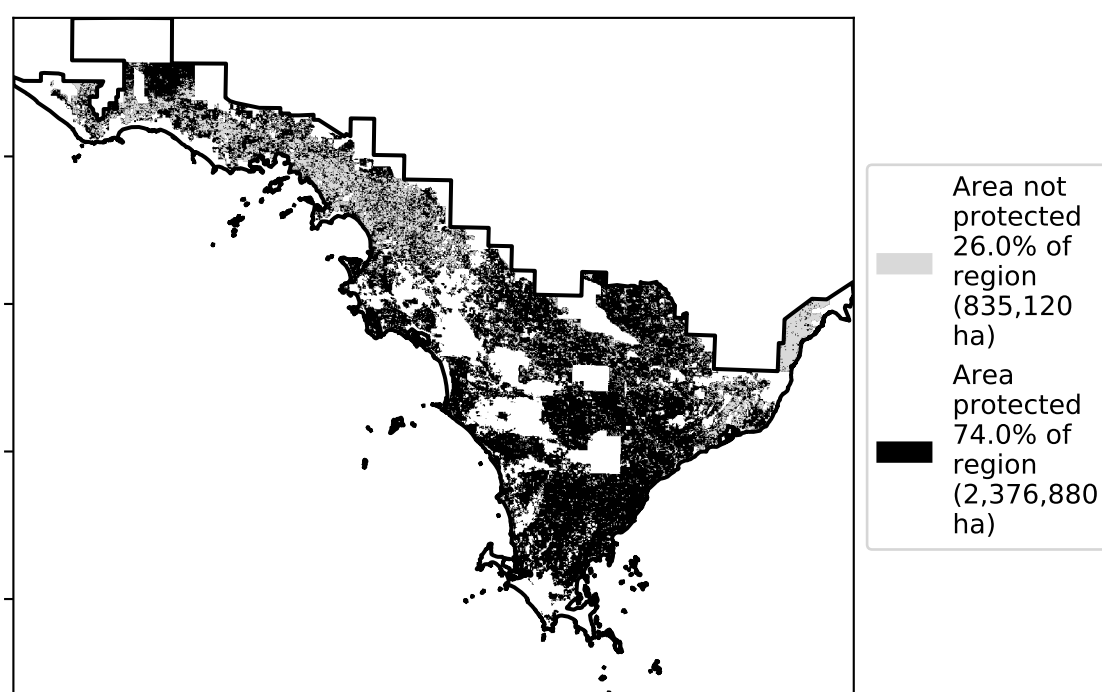 Area not
protected
26.0% of
region
(835,120
ha)
Area
protected
74.0% of
region
(2,376,880
ha)